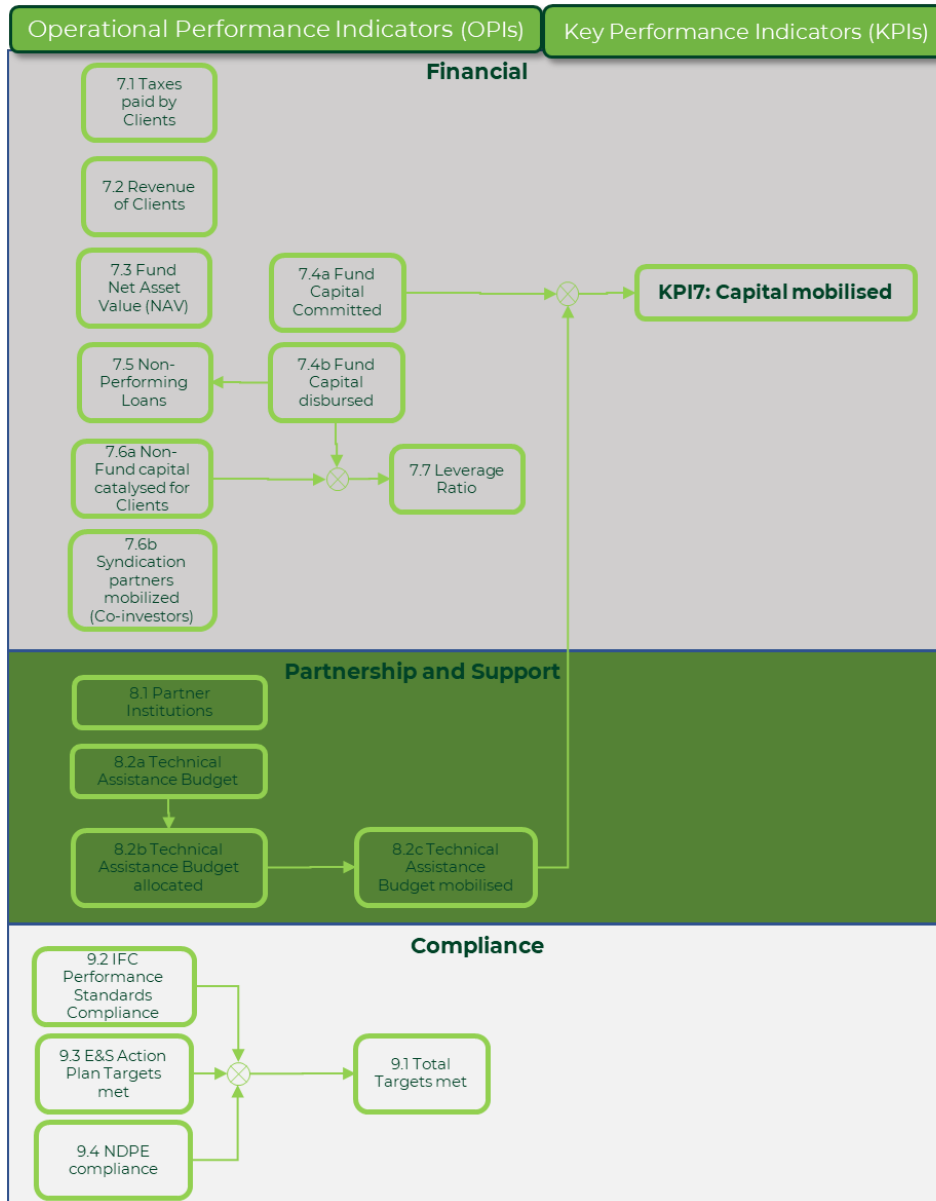 Operational Performance Indicators (OPIs)
Key Performance Indicators (KPIs)
Financial
7.1 Taxes
paid by
Clients
7.2 Revenue
of Clients
7.3 Fund
Net Asset
Value (NAV)
7.4a Fund
Capital
Committed
KPI7: Capital mobilised
7.5 Non-
Performing
Loans
7.4b Fund
Capital
disbursed
7.6a Non-
Fund capital
catalysed for
Clients
7.7 Leverage
Ratio
7.6b
Syndication
partners
mobilized
(Co-investors)
Partnership and Support
8.1 Partner
Institutions
8.2a Technical
Assistance Budget
8.2b Technical
Assistance Budget
allocated
8.2c Technical
Assistance
Budget mobilised
Compliance
9.2 IFC
Performance
Standards
Compliance
9.3 E&S Action
Plan Targets
met
9.1 Total
Targets met
9.4 NDPE
compliance